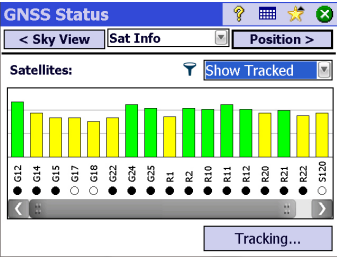 GNSS Status
?
< Sky View
Sat Info
Position >
Satellites:
Show Tracked
G12 G14 G15 G17 G18 G22 G24 G25 R1 R2 R10 R11 R12 R20 R21 R22 S120
Tracking...